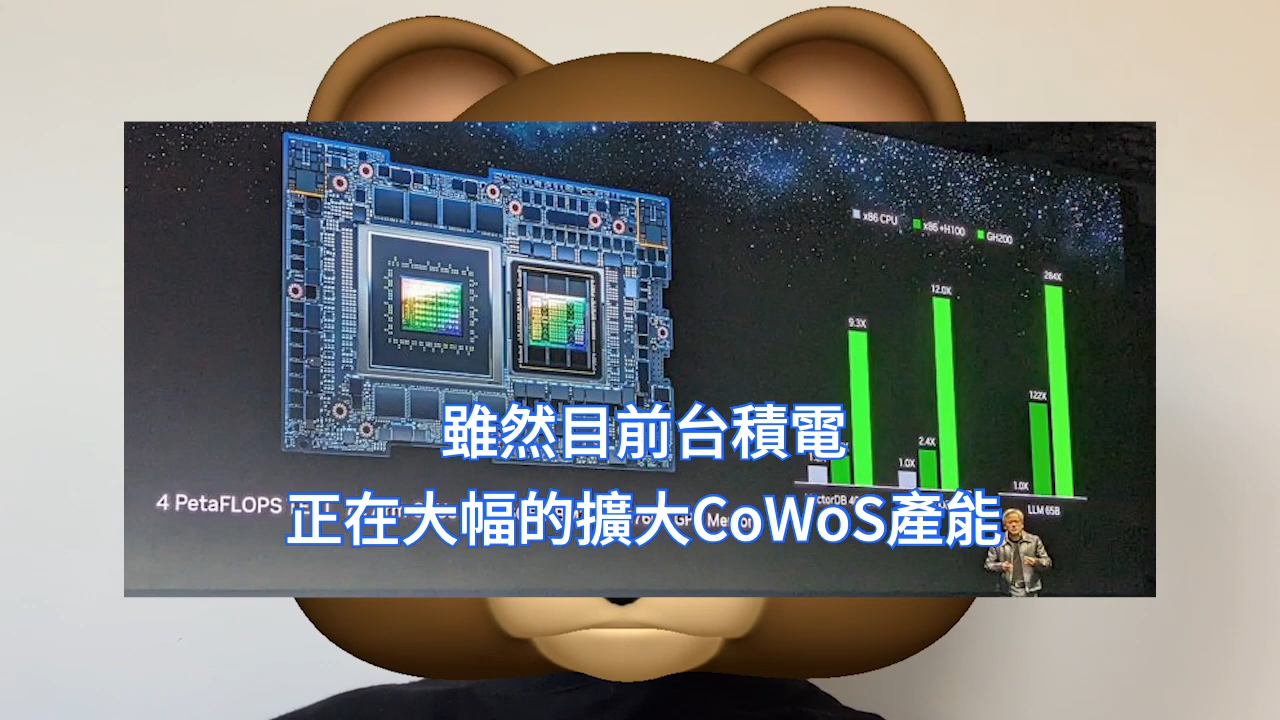 x86 CPU
x86+H100
GH200
284X
12.0X
9.3X
122X
2.4X
1.0X
1.0X
LLM 65B
雖然目前台積電
4 PetaFLOPS
正在大幅的擴大CoWoS產能